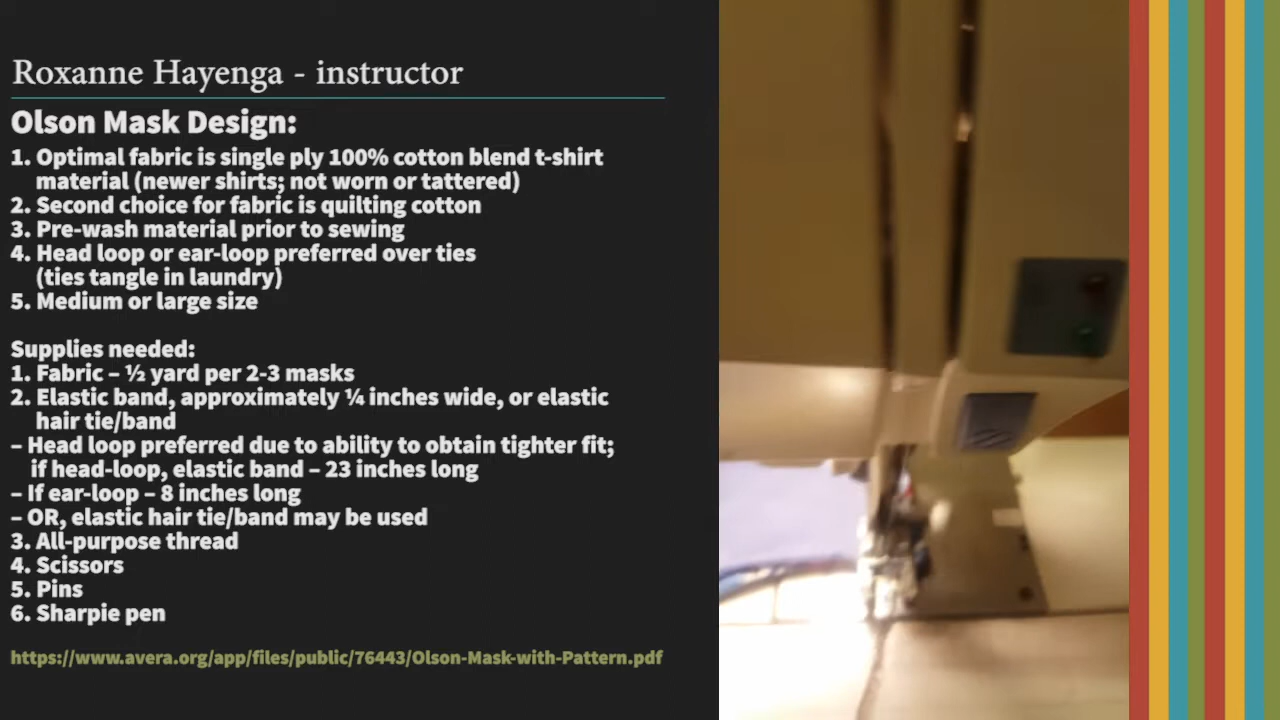 Roxanne Hayenga - instructor
Olson Mask Design:
1. Optimal fabric is single ply 100% cotton blend t-shirt
material (newer shirts; not worn or tattered)
2. Second choice for fabric is quilting cotton
3. Pre-wash material prior to sewing
4. Head loop or ear-loop preferred over ties
(ties tangle in laundry)
5. Medium or large size
Supplies needed:
1. Fabric – ½ yard per 2-3 masks
2. Elastic band, approximately ¼ inches wide, or elastic
hair tie/band
– Head loop preferred due to ability to obtain tighter fit;
if head-loop, elastic band – 23 inches long
– If ear-loop – 8 inches long
– OR, elastic hair tie/band may be used
3. All-purpose thread
4. Scissors
5. Pins
6. Sharpie pen
https://www.avera.org/app/files/public/76443/Olson-Mask-with-Pattern.pdf